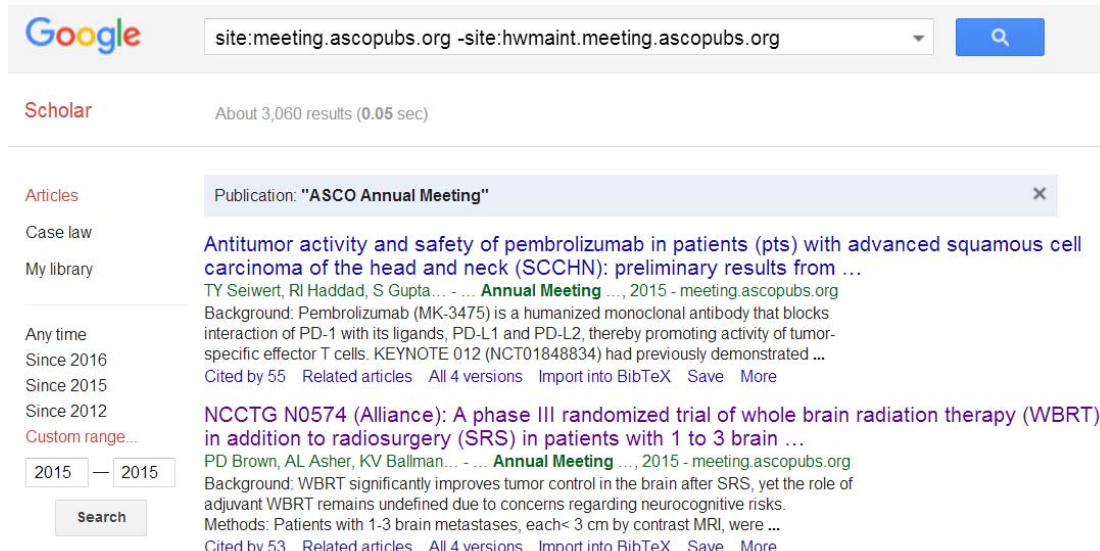 Google
site:meeting.ascopubs.org -site:hwmaint.meeting.ascopubs.org
Scholar
About 3,060 results (0.05 sec)
Articles
Case law
My library
Any time
Since 2016
Since 2015
Since 2012
Custom range...
2015 — 2015
Search
Publication: "ASCO Annual Meeting"
Antitumor activity and safety of pembrolizumab in patients (pts) with advanced squamous cell
carcinoma of the head and neck (SCCHN): preliminary results from …
TY Seiwert, RI Haddad, S Gupta… - … Annual Meeting …, 2015 - meeting.ascopubs.org
Background: Pembrolizumab (MK-3475) is a humanized monoclonal antibody that blocks
interaction of PD-1 with its ligands, PD-L1 and PD-L2, thereby promoting activity of tumor-
specific effector T cells. KEYNOTE 012 (NCT01848834) had previously demonstrated ...
Cited by 55 Related articles All 4 versions Import into BibTeX Save More
NCCTG N0574 (Alliance): A phase III randomized trial of whole brain radiation therapy (WBRT)
in addition to radiosurgery (SRS) in patients with 1 to 3 brain …
PD Brown, AL Asher, KV Ballman… - … Annual Meeting …, 2015 - meeting.ascopubs.org
Background: WBRT significantly improves tumor control in the brain after SRS, yet the role of
adjuvant WBRT remains undefined due to concerns regarding neurocognitive risks.
Methods: Patients with 1-3 brain metastases, each< 3 cm by contrast MRI, were ...
Cited by 53 Related articles All 4 versions Import into BibTeX Save More